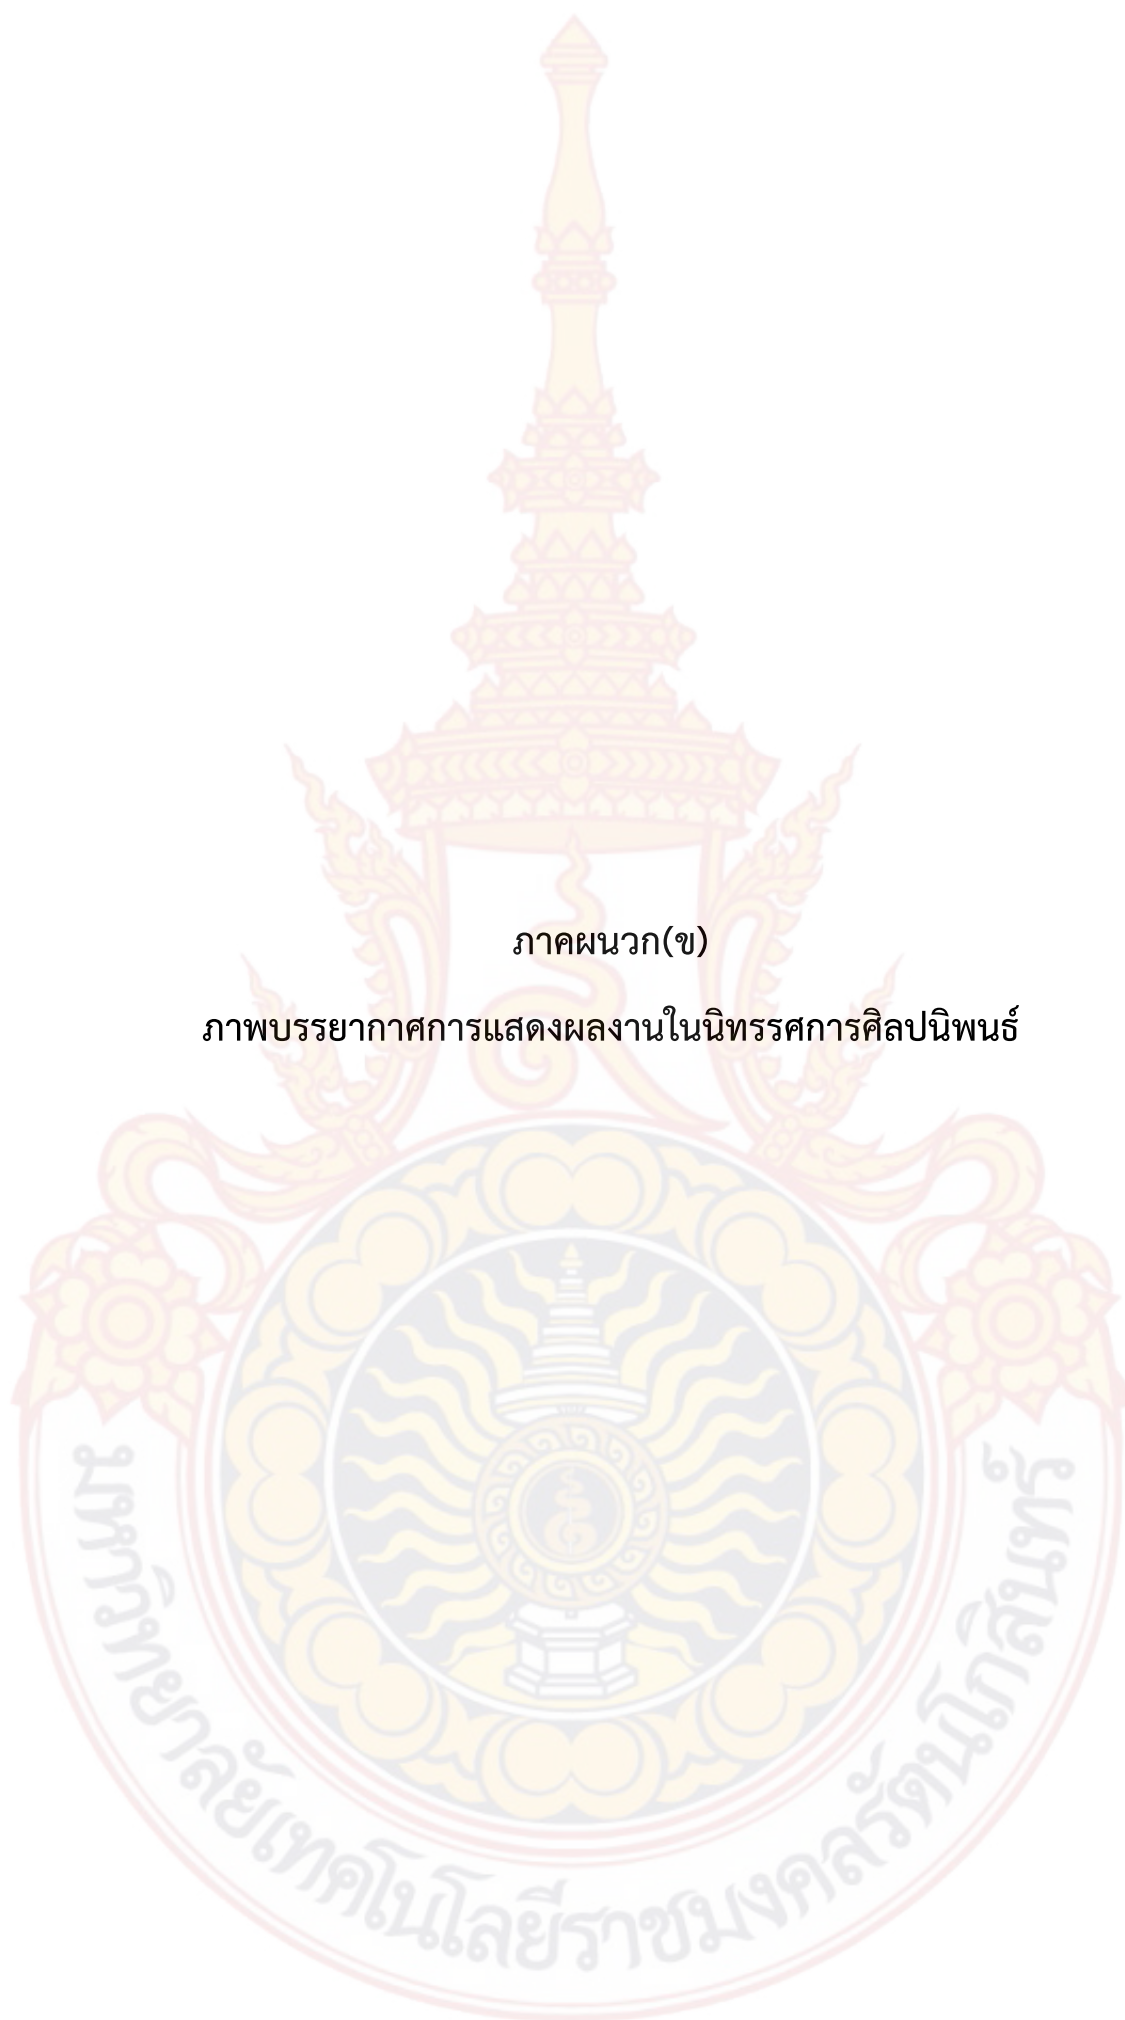 ภาคผนวก(ข)
ภาพบรรยากาศการแสดงผลงานในนิทรรศการศิลปนิพนธ์
มหาวิทยาลัยเทคโนโลยีราชมงคลรัตนโกสินทร์